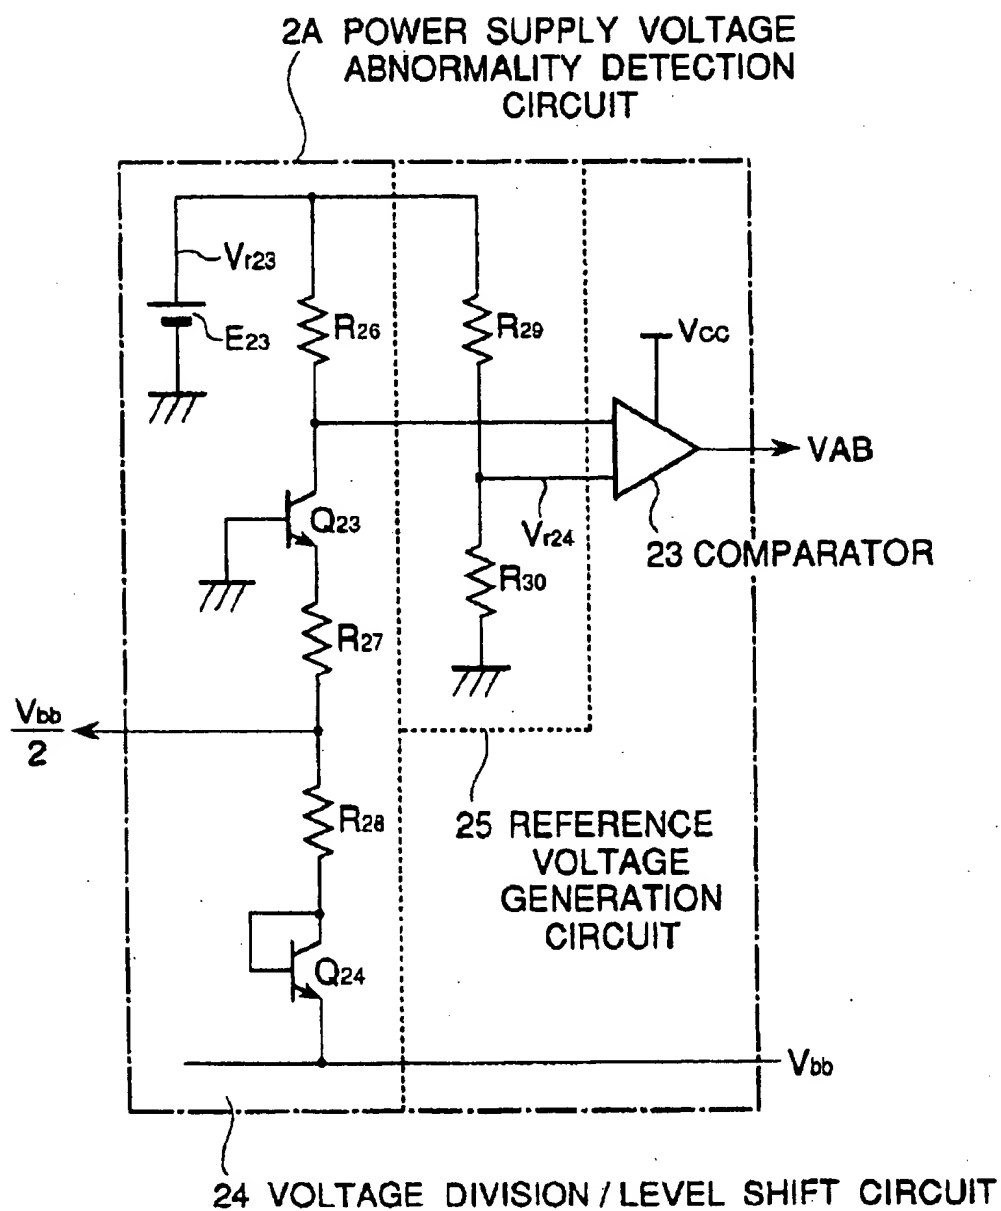 2A POWER SUPPLY VOLTAGE
ABNORMALITY DETECTION
CIRCUIT
Vr23
E23
R26
R29
Vcc
VAB
Q23
Vr24
23 COMPARATOR
R30
R27
Vbb
2
R28
25 REFERENCE
VOLTAGE
GENERATION
CIRCUIT
Q24
Vbb
24 VOLTAGE DIVISION / LEVEL SHIFT CIRCUIT